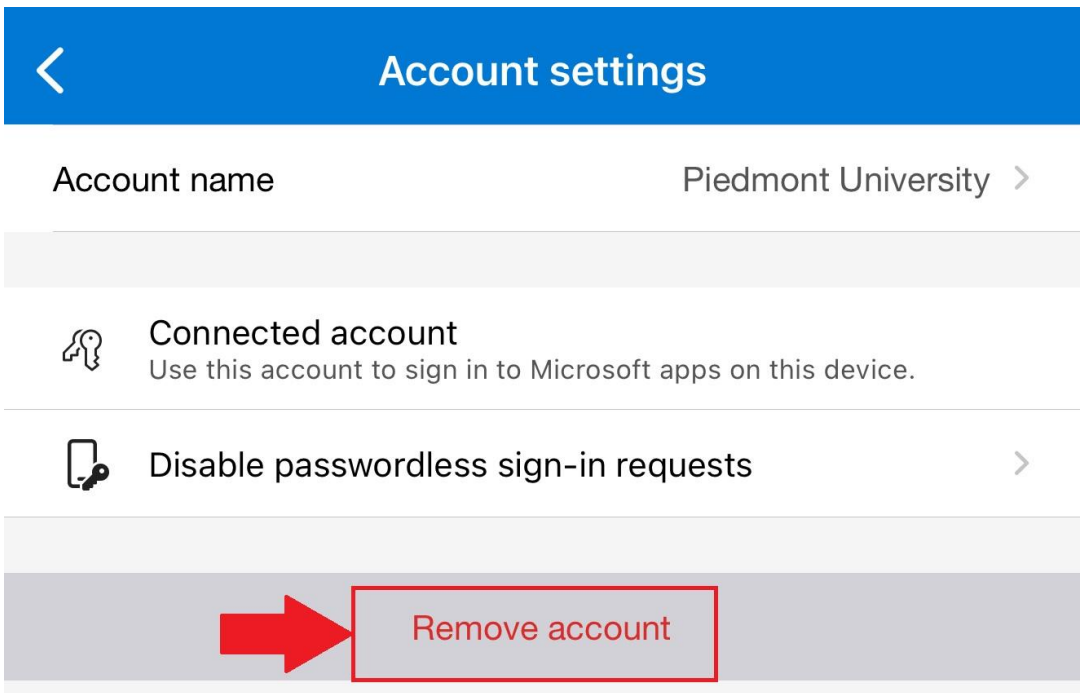 Account settings
Account name
Piedmont University
Connected account
Use this account to sign in to Microsoft apps on this device.
Disable passwordless sign-in requests
Remove account